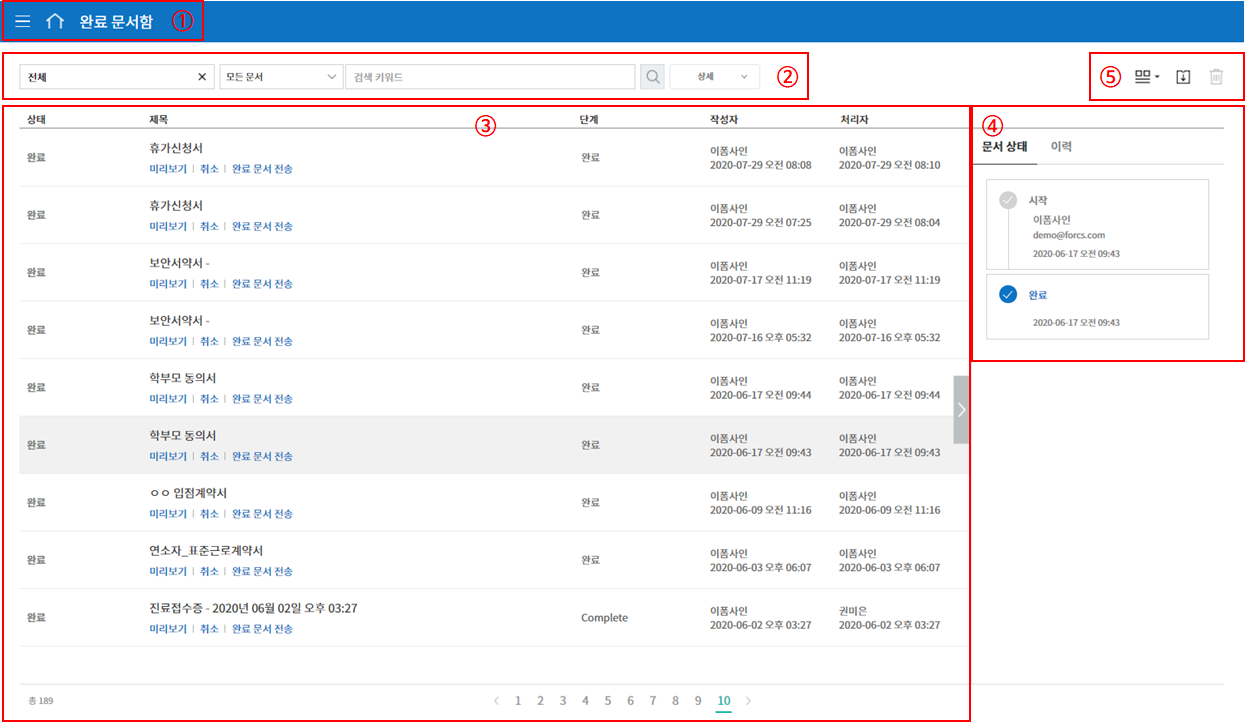 완료 문서함 ①
전체 모든 문서 검색 키워드 상세 ②
⑤
상태 제목 단계 작성자 처리자
③
④
문서 상태 이력
완료 휴가신청서 완료 이폼사인 이폼사인
미리보기 | 취소 | 완료 문서 전송 2020-07-29 오전 08:08 2020-07-29 오전 08:10
완료 휴가신청서 완료 이폼사인 이폼사인
미리보기 | 취소 | 완료 문서 전송 2020-07-29 오전 07:25 2020-07-29 오전 08:04
완료 보안서약서 - 완료 이폼사인 이폼사인
미리보기 | 취소 | 완료 문서 전송 2020-07-17 오전 11:19 2020-07-17 오전 11:19
완료 보안서약서 - 완료 이폼사인 이폼사인
미리보기 | 취소 | 완료 문서 전송 2020-07-16 오후 05:32 2020-07-16 오후 05:32
완료 학부모 동의서 완료 이폼사인 이폼사인
미리보기 | 취소 | 완료 문서 전송 2020-06-17 오전 09:44 2020-06-17 오전 09:44
완료 학부모 동의서 완료 이폼사인 이폼사인
미리보기 | 취소 | 완료 문서 전송 2020-06-17 오전 09:43 2020-06-17 오전 09:43
완료 ㅇㅇ 입점계약서 완료 이폼사인 이폼사인
미리보기 | 취소 | 완료 문서 전송 2020-06-09 오전 11:16 2020-06-09 오전 11:16
완료 연소자_표준근로계약서 완료 이폼사인 이폼사인
미리보기 | 취소 | 완료 문서 전송 2020-06-03 오후 06:07 2020-06-03 오후 06:07
완료 진료접수증 - 2020년 06월 02일 오후 03:27 Complete 이폼사인 권미은
미리보기 | 취소 | 완료 문서 전송 2020-06-02 오후 03:27 2020-06-02 오후 03:27
시작
이폼사인
demo@forcs.com
2020-06-17 오전 09:43
완료
2020-06-17 오전 09:43
총 189 1 2 3 4 5 6 7 8 9 10